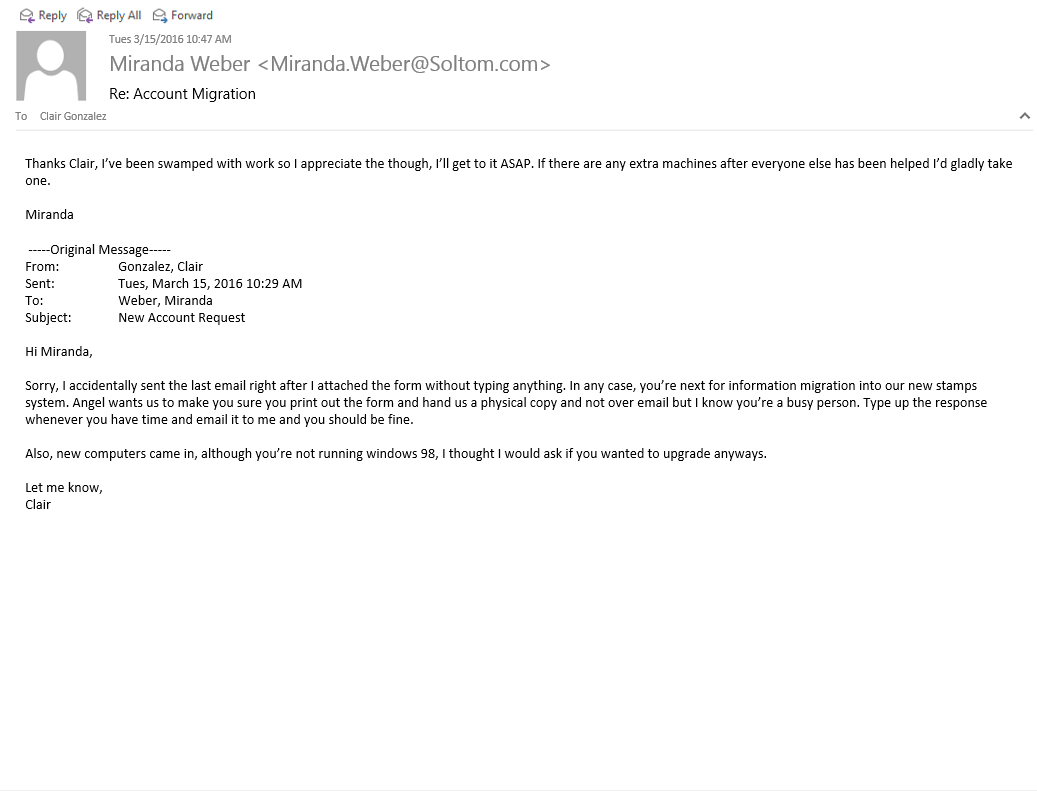 Reply Reply All Forward
Tues 3/15/2016 10:47 AM
Miranda Weber <Miranda.Weber@Soltom.com>
Re: Account Migration
To Clair Gonzalez
Thanks Clair, I've been swamped with work so I appreciate the though, I'll get to it ASAP. If there are any extra machines after everyone else has been helped I'd gladly take
one.
Miranda
-----Original Message-----
From: Gonzalez, Clair
Sent: Tues, March 15, 2016 10:29 AM
To: Weber, Miranda
Subject: New Account Request
Hi Miranda,
Sorry, I accidentally sent the last email right after I attached the form without typing anything. In any case, you're next for information migration into our new stamps
system. Angel wants us to make you sure you print out the form and hand us a physical copy and not over email but I know you're a busy person. Type up the response
whenever you have time and email it to me and you should be fine.
Also, new computers came in, although you're not running windows 98, I thought I would ask if you wanted to upgrade anyways.
Let me know,
Clair